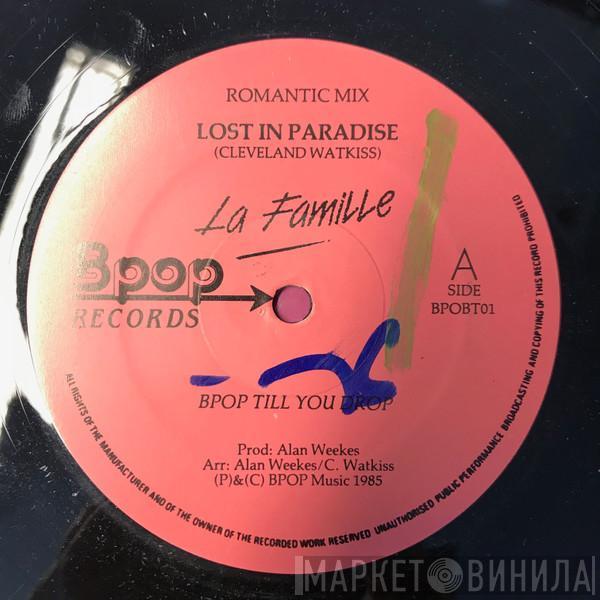 ROMANTIC MIX
LOST IN PARADISE
(CLEVELAND WATKISS)
La Famille
Bpop
RECORDS
A
SIDE
BPOBT01
BPOP TILL YOU DROP
Prod: Alan Weekes
Arr: Alan Weekes/C. Watkiss
(P)&(C) BPOP Music 1985
ALL RIGHTS OF THE MANUFACTURER AND OF THE OWNER OF THE RECORDED WORK RESERVED UNAUTHORISED PUBLIC PERFORMANCE BROADCASTING AND COPYING OF THIS RECORD PROHIBITED
МАРКЕТ ВИНИЛА